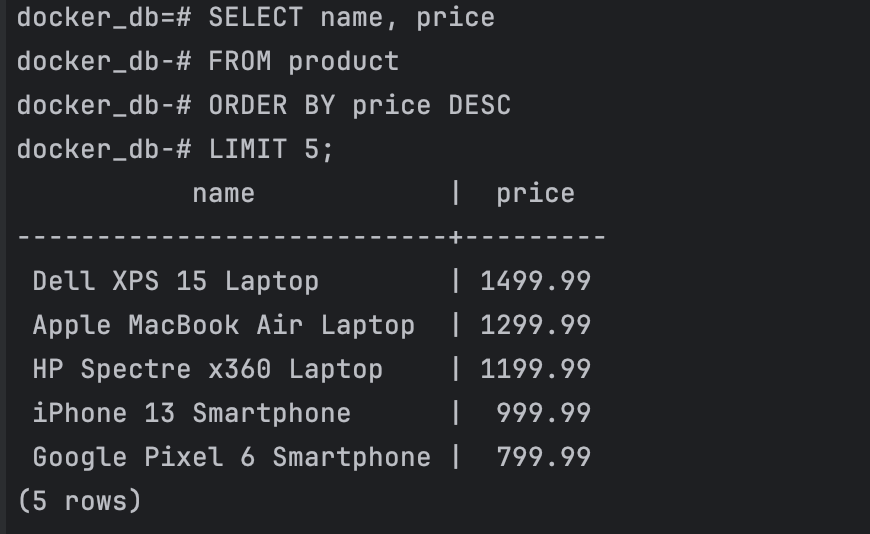 docker_db=# SELECT name, price
docker_db-# FROM product
docker_db-# ORDER BY price DESC
docker_db-# LIMIT 5;
           name            |  price
---------------------------+---------
 Dell XPS 15 Laptop        | 1499.99
 Apple MacBook Air Laptop  | 1299.99
 HP Spectre x360 Laptop    | 1199.99
 iPhone 13 Smartphone      |  999.99
 Google Pixel 6 Smartphone |  799.99
(5 rows)